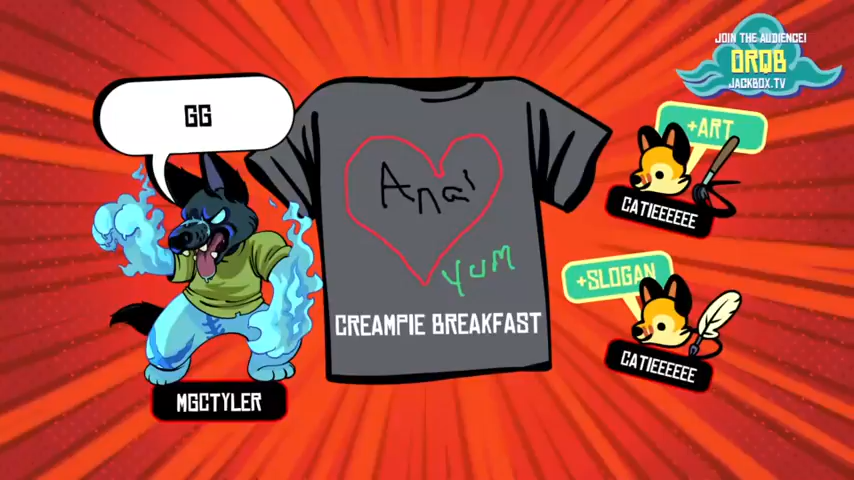 JOIN THE AUDIENCE!
ORQB
JACKBOX.TV
GG
+ART
Anal
CATIEEEEEE
YUM
+SLOGAN
CREAMPIE BREAKFAST
CATIEEEEEE
MGCTYLER